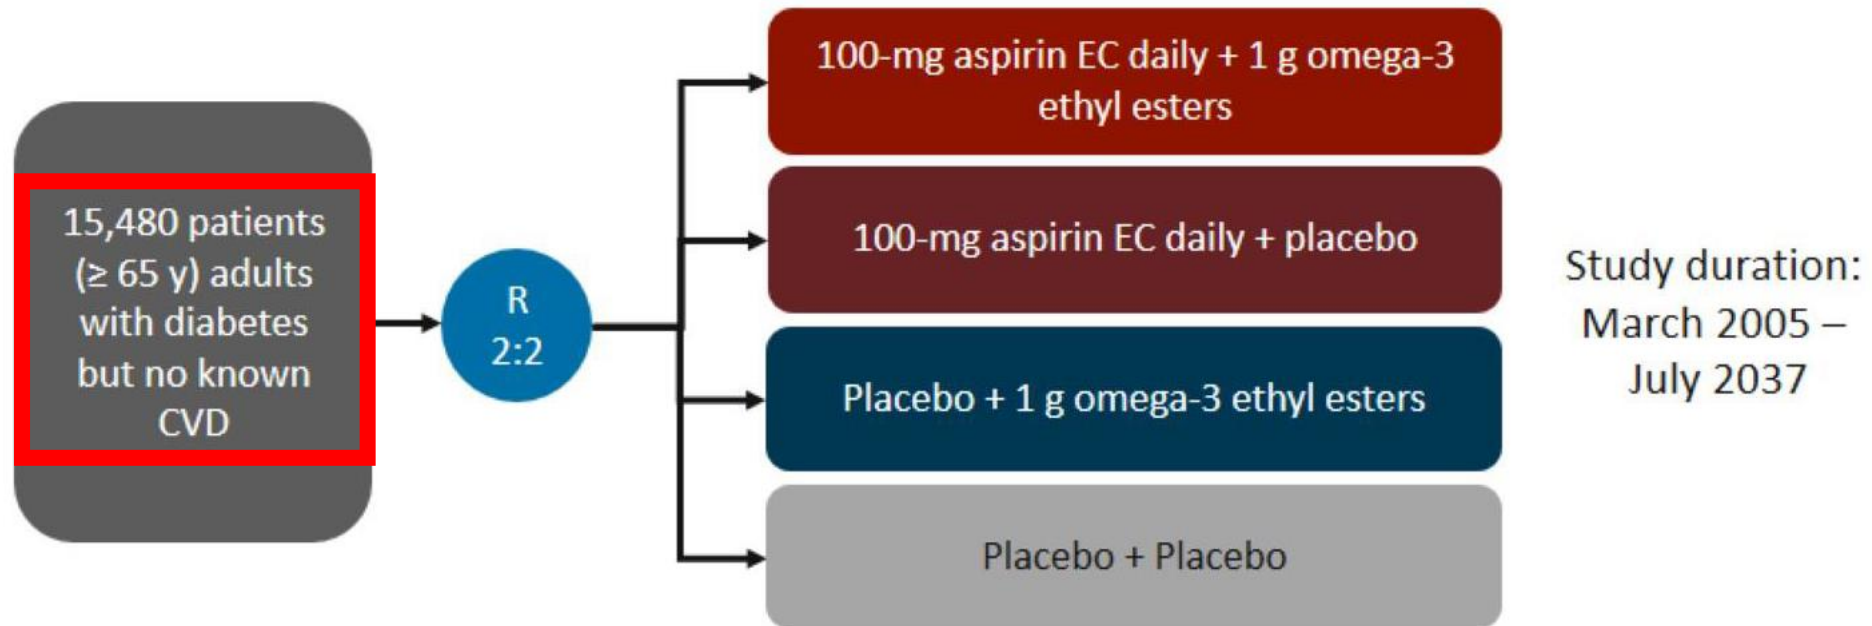 15,480 patients
(≥ 65 y) adults
with diabetes
but no known
CVD
R
2:2
100-mg aspirin EC daily + 1 g omega-3
ethyl esters
100-mg aspirin EC daily + placebo
Placebo + 1 g omega-3 ethyl esters
Placebo + Placebo
Study duration:
March 2005 –
July 2037